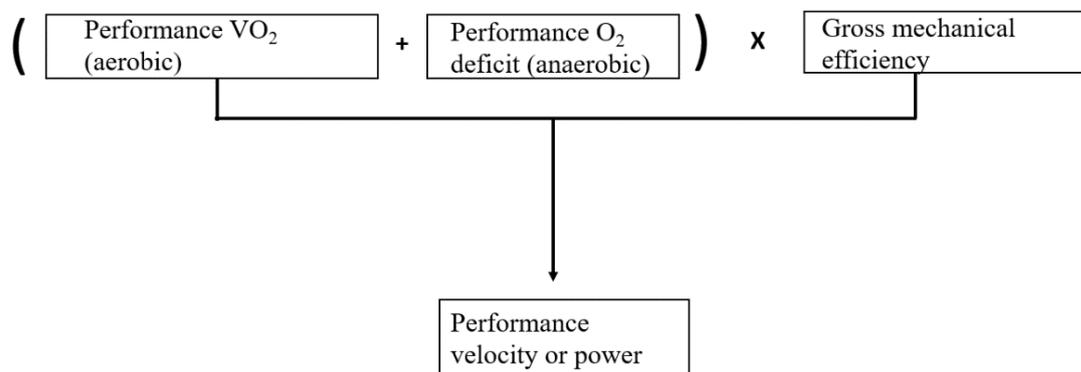 ( Performance VO₂
(aerobic)
+
Performance O₂
deficit (anaerobic) )
X
Gross mechanical
efficiency
Performance
velocity or power